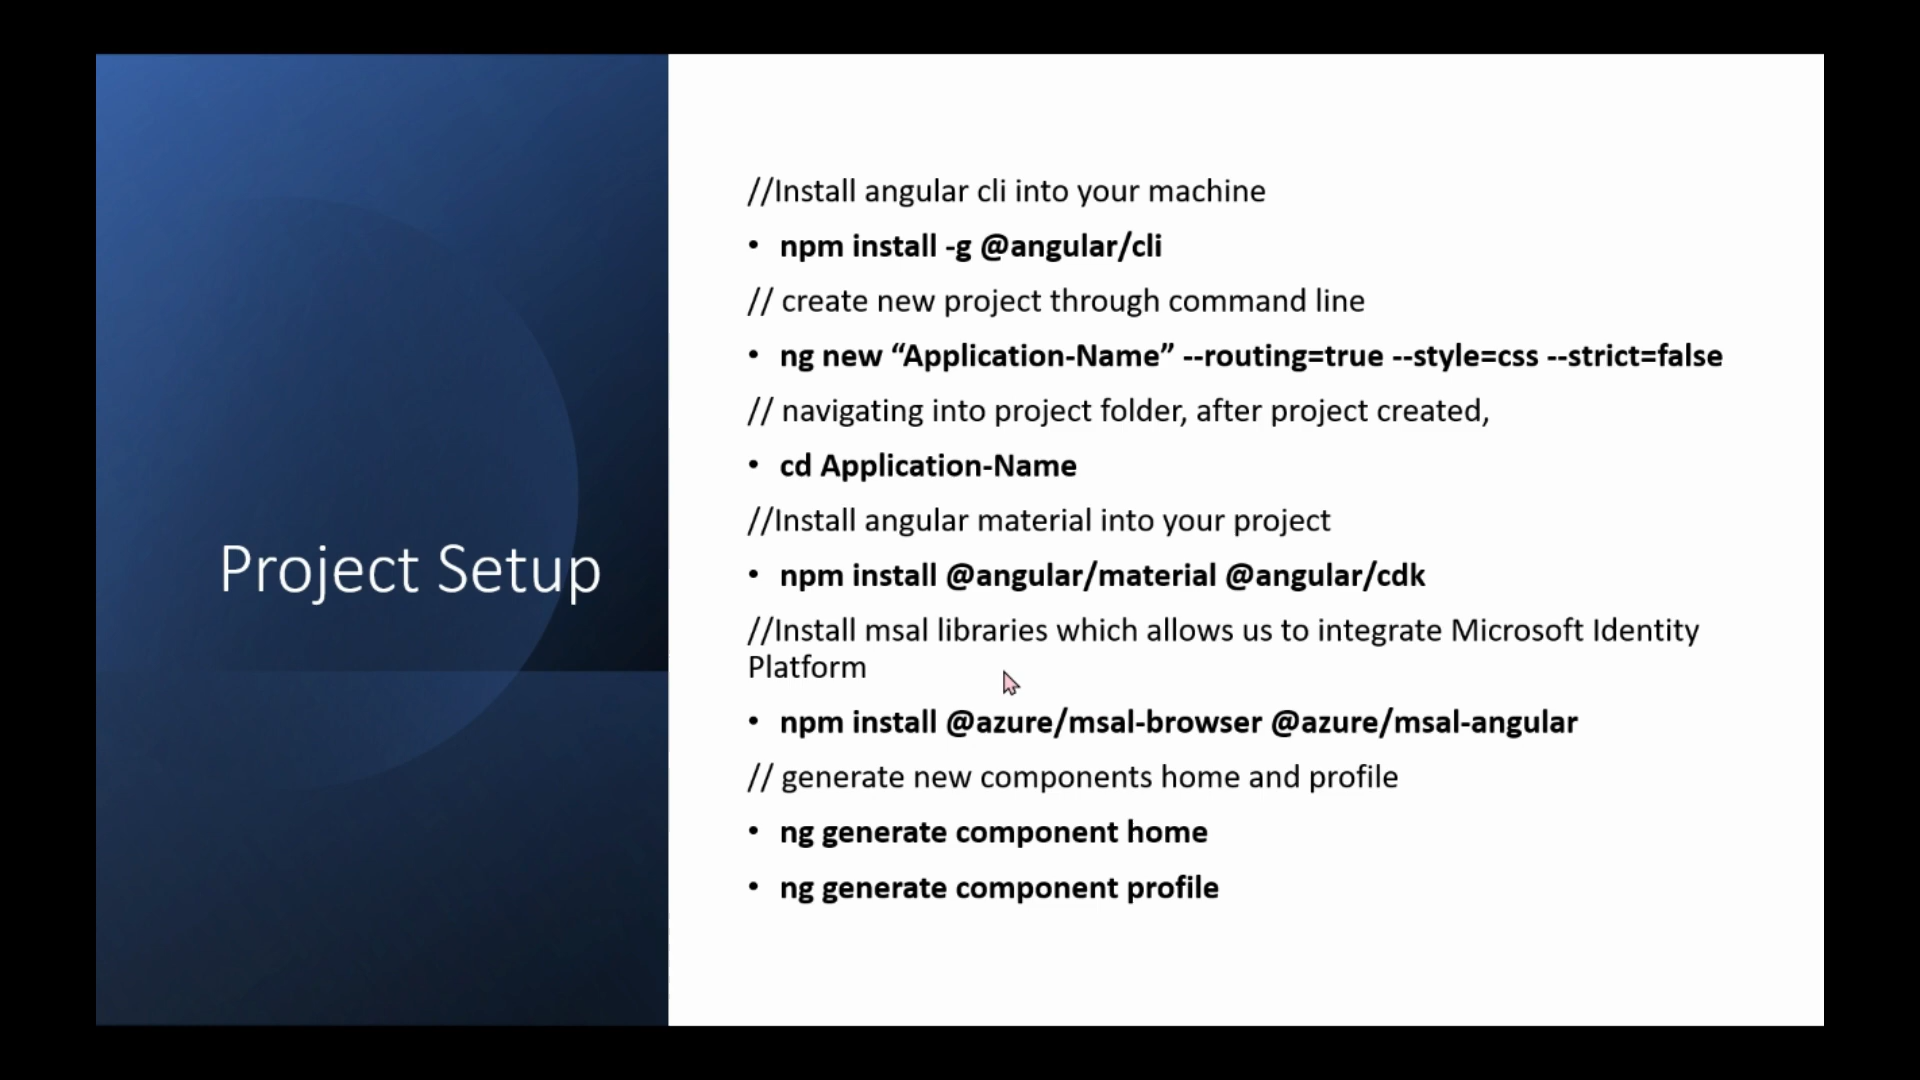 Project Setup
//Install angular cli into your machine
• npm install -g @angular/cli
// create new project through command line
• ng new “Application-Name” --routing=true --style=css --strict=false
// navigating into project folder, after project created,
• cd Application-Name
//Install angular material into your project
• npm install @angular/material @angular/cdk
//Install msal libraries which allows us to integrate Microsoft Identity
Platform
• npm install @azure/msal-browser @azure/msal-angular
// generate new components home and profile
• ng generate component home
• ng generate component profile